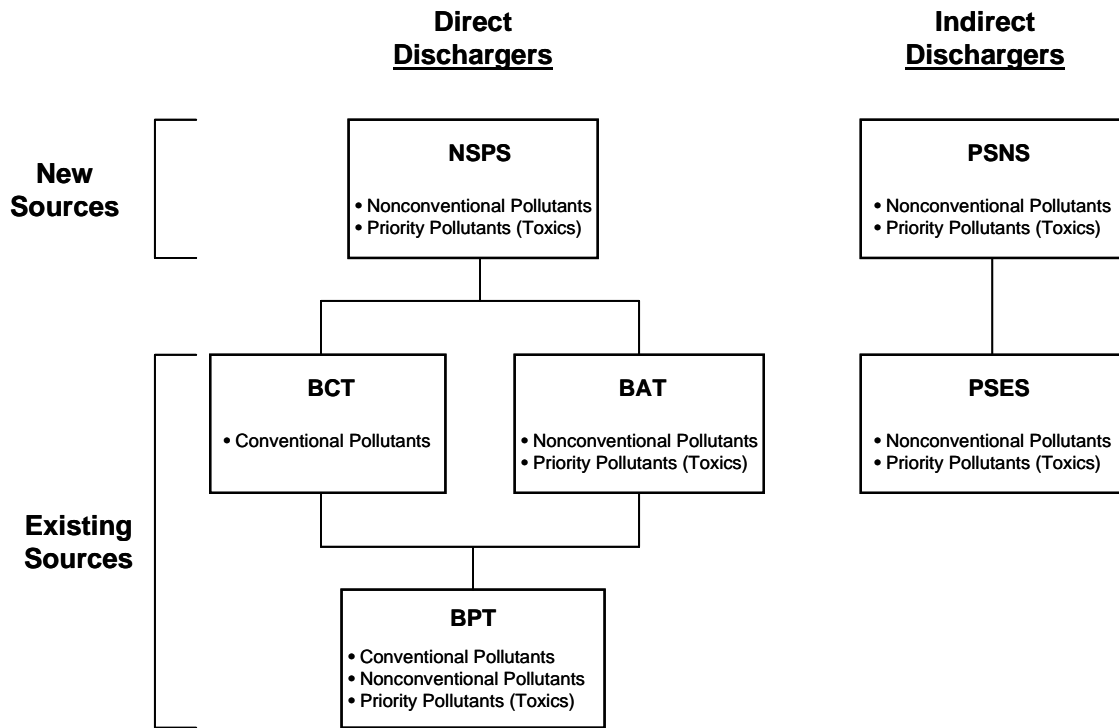 Direct
Dischargers
Indirect
Dischargers
New
Sources
NSPS
• Nonconventional Pollutants
• Priority Pollutants (Toxics)
PSNS
• Nonconventional Pollutants
• Priority Pollutants (Toxics)
Existing
Sources
BCT
• Conventional Pollutants
BAT
• Nonconventional Pollutants
• Priority Pollutants (Toxics)
PSES
• Nonconventional Pollutants
• Priority Pollutants (Toxics)
BPT
• Conventional Pollutants
• Nonconventional Pollutants
• Priority Pollutants (Toxics)